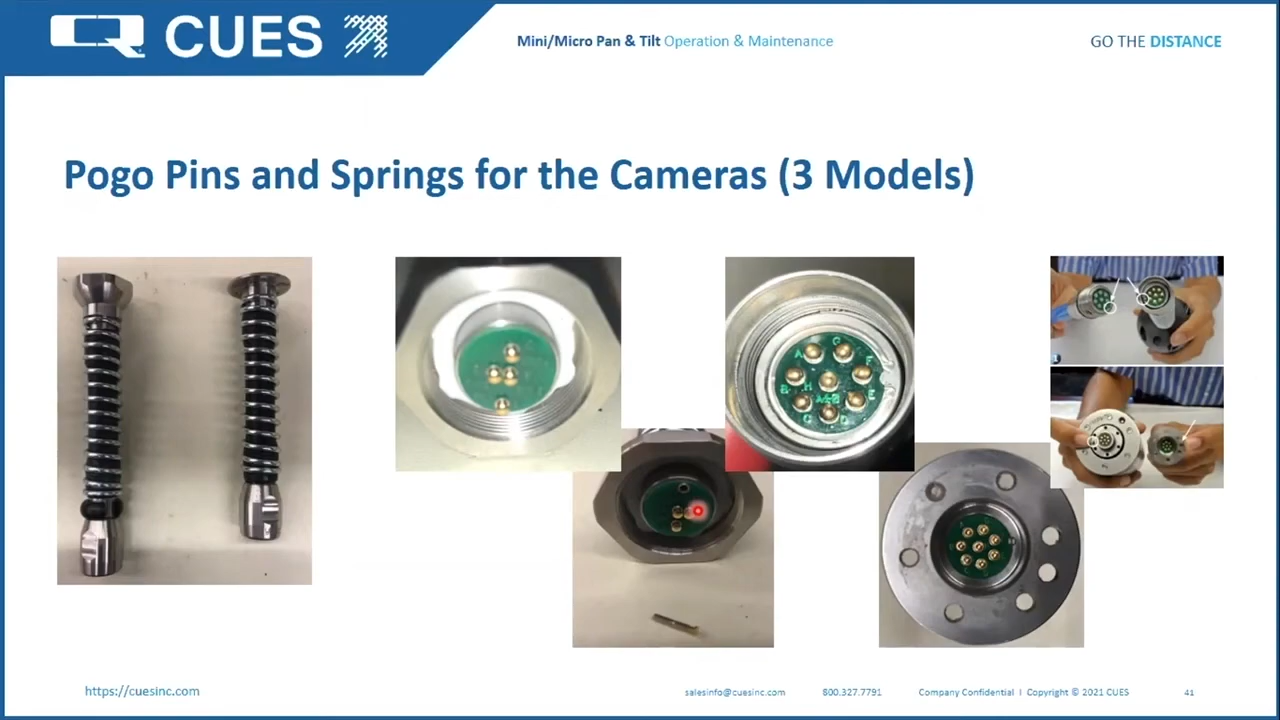 CUES
Mini/Micro Pan & Tilt Operation & Maintenance
GO THE DISTANCE
Pogo Pins and Springs for the Cameras (3 Models)
A G F B H E C D
https://cuesinc.com
salesinfo@cuesinc.com
800.327.7791
Company Confidential I Copyright © 2021 CUES
41